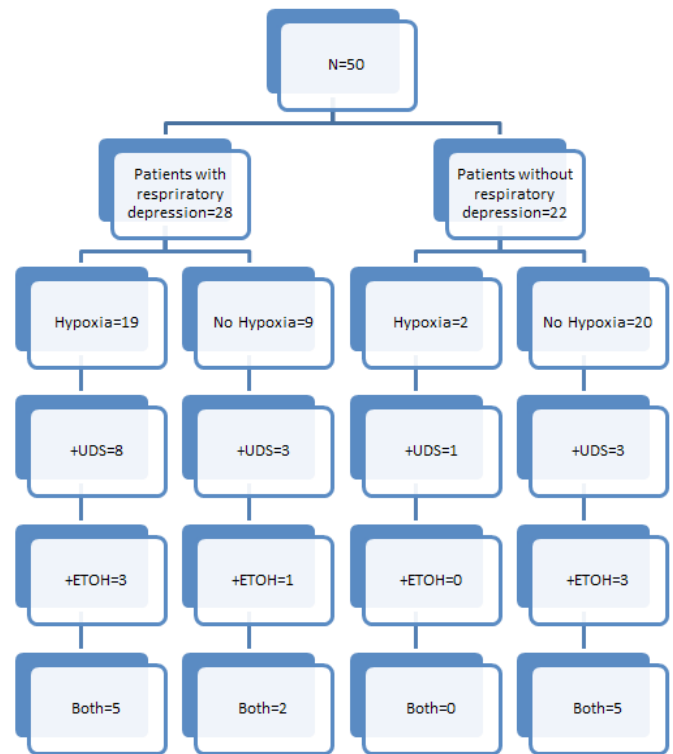 N=50
Patients with
respriratory
depression=28
Patients without
respiratory
depression=22
Hypoxia=19
No Hypoxia=9
Hypoxia=2
No Hypoxia=20
+UDS=8
+UDS=3
+UDS=1
+UDS=3
+ETOH=3
+ETOH=1
+ETOH=0
+ETOH=3
Both=5
Both=2
Both=0
Both=5